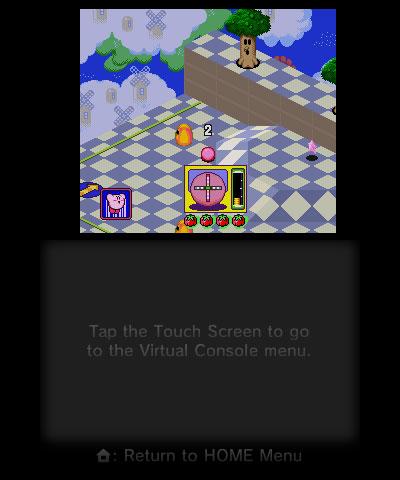 2
Tap the Touch Screen to go
to the Virtual Console menu.
: Return to HOME Menu